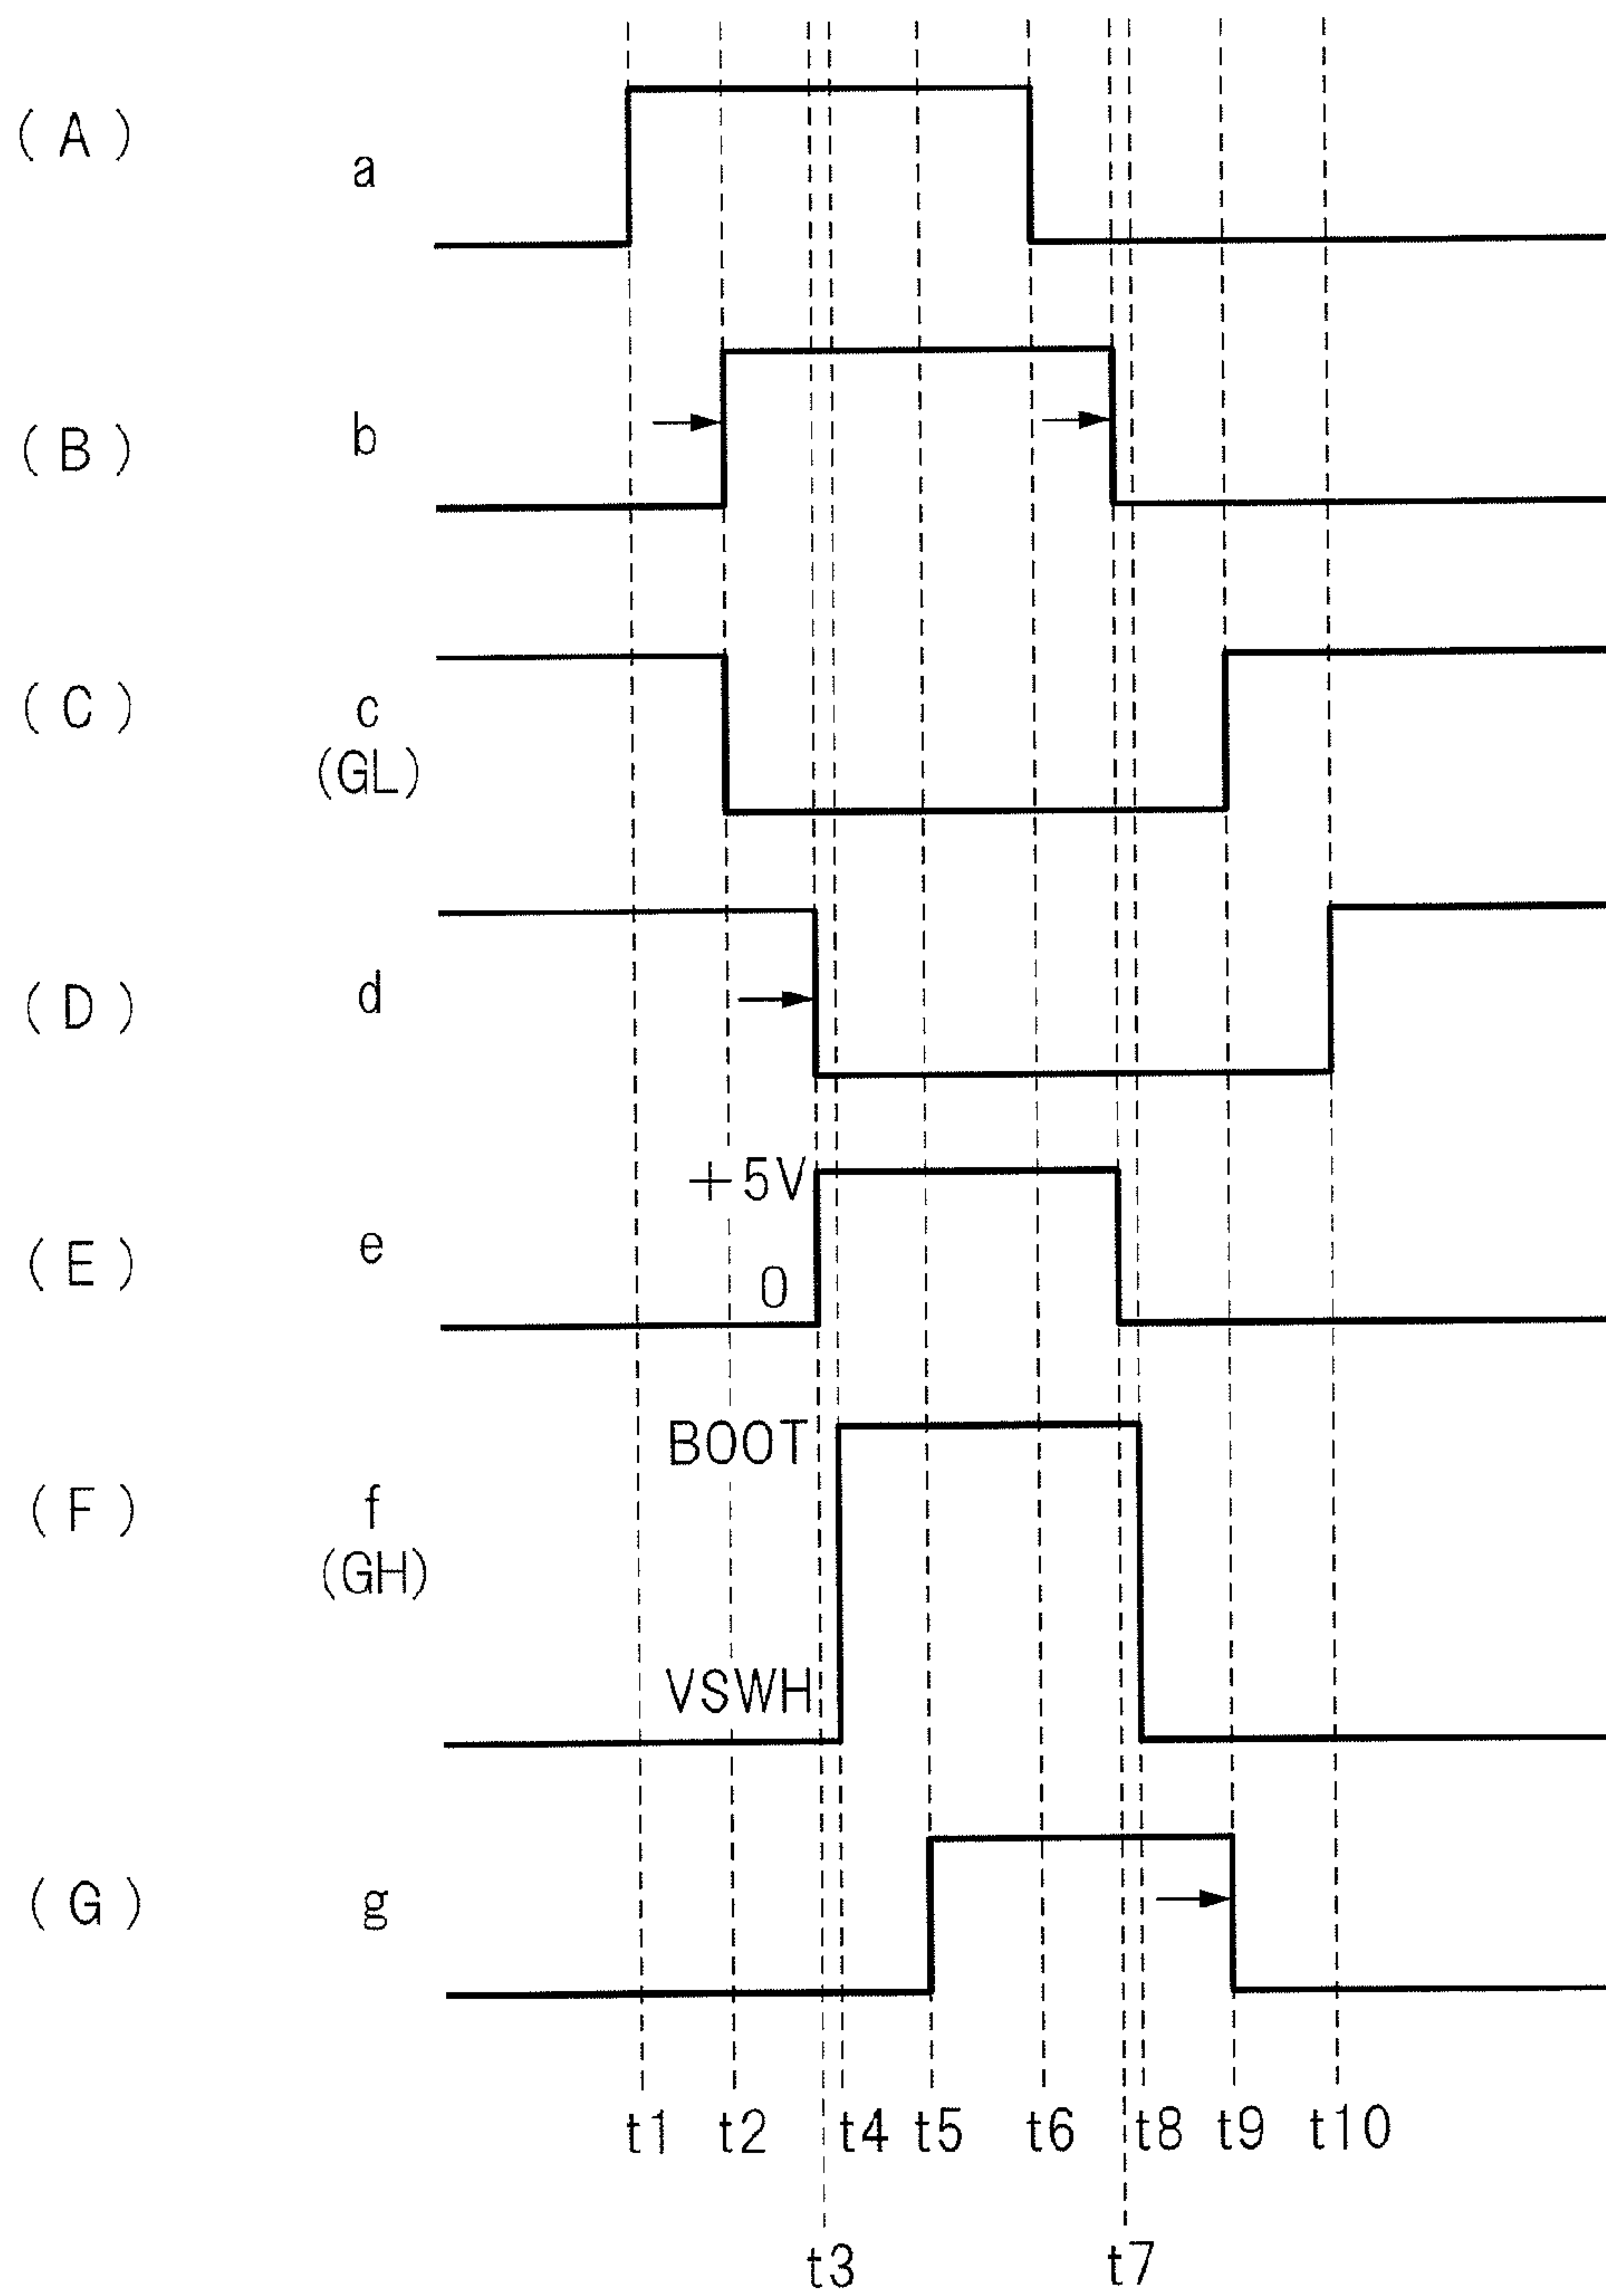 (A) a
(B) b
(C) c
(GL)
(D) d
+5V
(E) e
0
BOOT
(F) f
(GH)
VSWH
(G) g
t1 t2 t4 t5 t6 t8 t9 t10
t3 t7